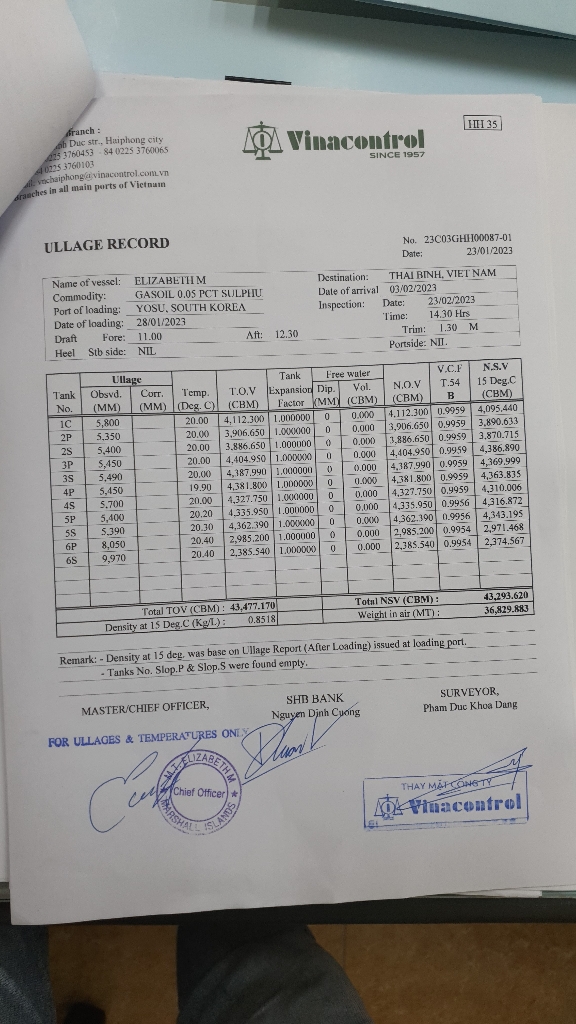 ranch :
nh Duc str., Haiphong city
225 3760453 - 84 0225 3760065
0225 3760103
vncbaiphong@vinacontrol.com.vn
ranches in all main ports of Vietnam
Vinacontrol
SINCE 1957
HH 35
ULLAGE RECORD
No. 23C03GHH00087-01
Date: 23/01/2023
Name of vessel: ELIZABETH M
Destination: THAI BINH, VIET NAM
Commodity: GASOIL 0.05 PCT SULPHU
Date of arrival 03/02/2023
Port of loading: YOSU, SOUTH KOREA
Inspection: Date: 23/02/2023
Date of loading: 28/01/2023
Time: 14.30 Hrs
Draft Fore: 11.00 Aft: 12.30
Trim: 1.30 M
Heel Stb side: NIL
Portside: NIL
Tank No. Ullage Obsvd. (MM) Corr. (MM) Temp. (Deg. C) T.O.V (CBM) Tank Expansion Factor Free water Dip. (MM) Vol. (CBM) N.O.V (CBM) V.C.F T.54 B N.S.V 15 Deg.C (CBM)
1C 5,800 20.00 4,112.300 1.000000 0 0.000 4,112.300 0.9959 4,095.440
2P 5,350 20.00 3,906.650 1.000000 0 0.000 3,906.650 0.9959 3,890.633
2S 5,400 20.00 3,886.650 1.000000 0 0.000 3,886.650 0.9959 3,870.715
3P 5,450 20.00 4,404.950 1.000000 0 0.000 4,404.950 0.9959 4,386.890
3S 5,490 20.00 4,387.990 1.000000 0 0.000 4,387.990 0.9959 4,369.999
4P 5,450 19.90 4,381.800 1.000000 0 0.000 4,381.800 0.9959 4,363.835
4S 5,700 20.00 4,327.750 1.000000 0 0.000 4,327.750 0.9959 4,310.006
5P 5,400 20.20 4,335.950 1.000000 0 0.000 4,335.950 0.9956 4,316.872
5S 5,390 20.30 4,362.390 1.000000 0 0.000 4,362.390 0.9956 4,343.195
6P 8,050 20.40 2,985.200 1.000000 0 0.000 2,985.200 0.9954 2,971.468
6S 9,970 20.40 2,385.540 1.000000 0 0.000 2,385.540 0.9954 2,374.567
Total TOV (CBM) : 43,477.170 Total NSV (CBM) : 43,293.620
Density at 15 Deg.C (Kg/L) : 0.8518 Weight in air (MT) : 36,829.883
Remark: - Density at 15 deg. was base on Ullage Report (After Loading) issued at loading port.
- Tanks No. Slop.P & Slop.S were found empty.
MASTER/CHIEF OFFICER,
SHB BANK
Nguyen Dinh Cuong
SURVEYOR,
Pham Duc Khoa Dang
FOR ULLAGES & TEMPERATURES ONLY
M.T. ELIZABETH M
Chief Officer
MARSHALL ISLANDS
THAY MẶT CÔNG TY
Vinacontrol